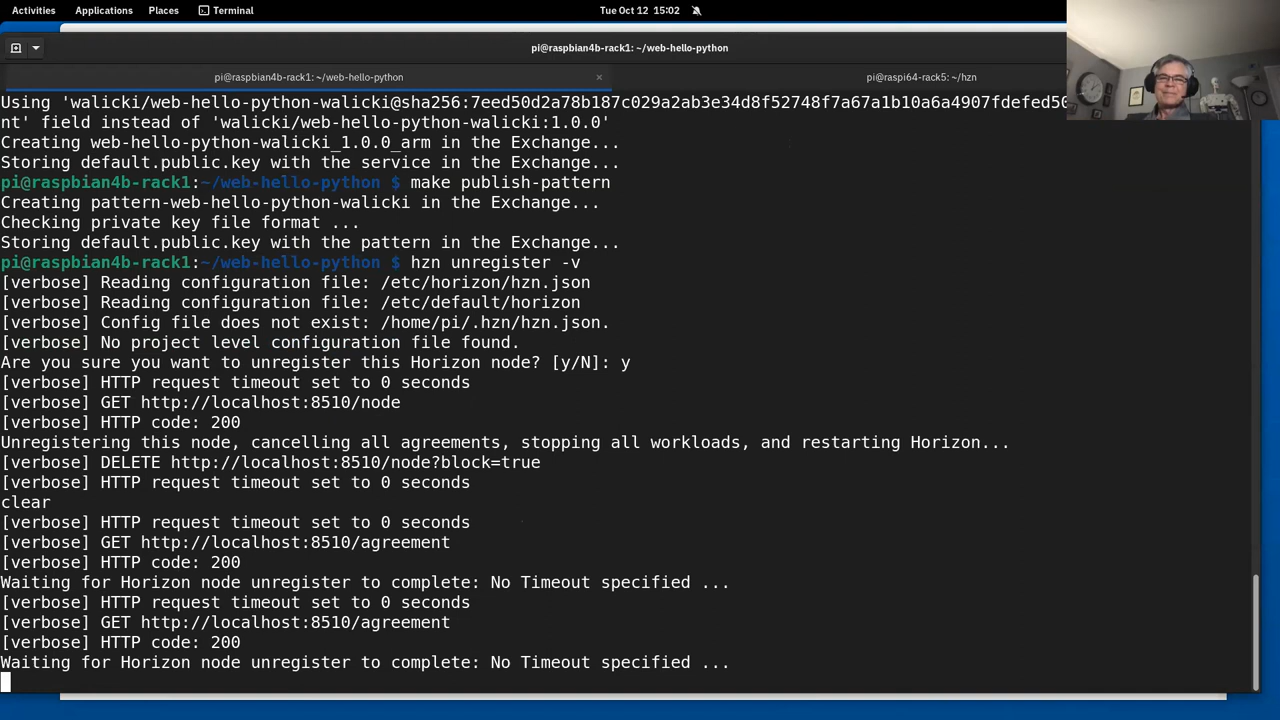 Activities Applications Places Terminal Tue Oct 12 15:02
pi@raspbian4b-rack1: ~/web-hello-python
pi@raspbian4b-rack1: ~/web-hello-python × pi@raspi64-rack5: ~/hzn
Using 'walicki/web-hello-python-walicki@sha256:7eed50d2a78b187c029a2ab3e34d8f52748f7a67a1b10a6a4907fdefed50
nt' field instead of 'walicki/web-hello-python-walicki:1.0.0'
Creating web-hello-python-walicki_1.0.0_arm in the Exchange...
Storing default.public.key with the service in the Exchange...
pi@raspbian4b-rack1:~/web-hello-python $ make publish-pattern
Creating pattern-web-hello-python-walicki in the Exchange...
Checking private key file format ...
Storing default.public.key with the pattern in the Exchange...
pi@raspbian4b-rack1:~/web-hello-python $ hzn unregister -v
[verbose] Reading configuration file: /etc/horizon/hzn.json
[verbose] Reading configuration file: /etc/default/horizon
[verbose] Config file does not exist: /home/pi/.hzn/hzn.json.
[verbose] No project level configuration file found.
Are you sure you want to unregister this Horizon node? [y/N]: y
[verbose] HTTP request timeout set to 0 seconds
[verbose] GET http://localhost:8510/node
[verbose] HTTP code: 200
Unregistering this node, cancelling all agreements, stopping all workloads, and restarting Horizon...
[verbose] DELETE http://localhost:8510/node?block=true
[verbose] HTTP request timeout set to 0 seconds
clear
[verbose] HTTP request timeout set to 0 seconds
[verbose] GET http://localhost:8510/agreement
[verbose] HTTP code: 200
Waiting for Horizon node unregister to complete: No Timeout specified ...
[verbose] HTTP request timeout set to 0 seconds
[verbose] GET http://localhost:8510/agreement
[verbose] HTTP code: 200
Waiting for Horizon node unregister to complete: No Timeout specified ...